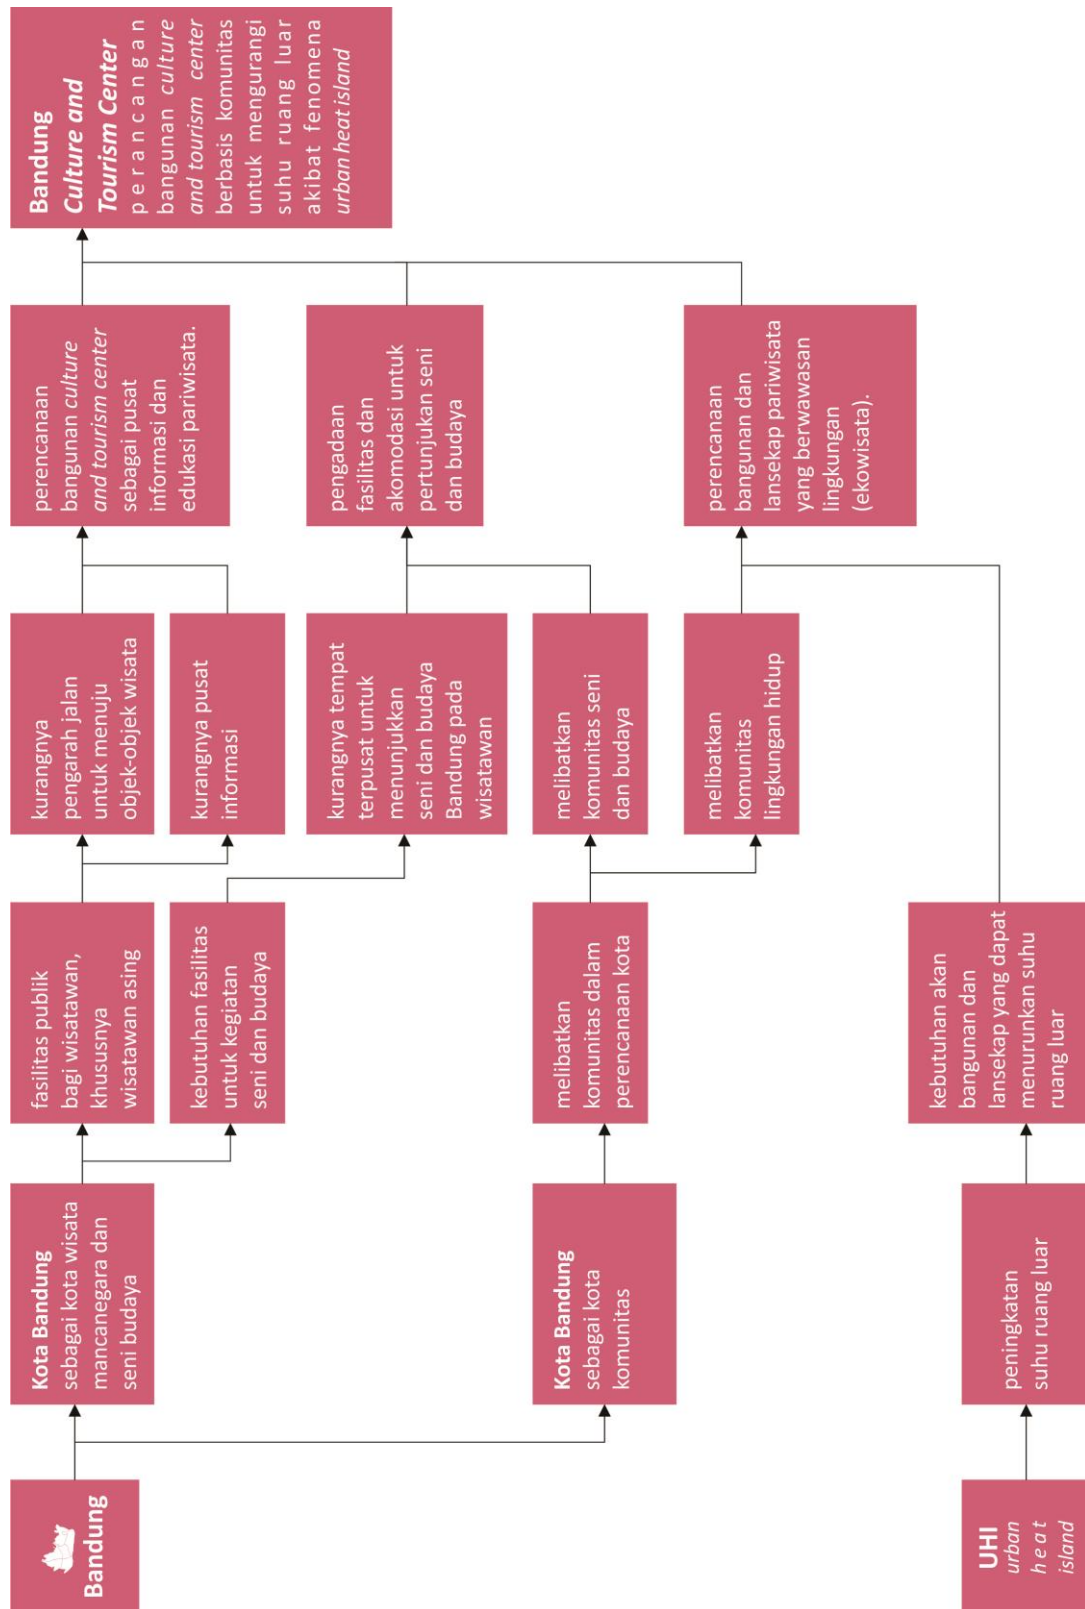 Bandung
Kota Bandung
sebagai kota wisata
mancanegara dan
seni budaya
fasilitas publik
bagi wisatawan,
khususnya
wisatawan asing
kurangnya
pengarah jalan
untuk menuju
objek-objek wisata
perencanaan
bangunan culture
and tourism center
sebagai pusat
informasi dan
edukasi pariwisata.
Bandung
Culture and
Tourism Center
perancangan
bangunan culture
and tourism center
berbasis komunitas
untuk mengurangi
suhu ruang luar
akibat fenomena
urban heat island
kebutuhan fasilitas
untuk kegiatan
seni dan budaya
kurangnya pusat
informasi
kurangnya tempat
terpusat untuk
menunjukkan
seni dan budaya
Bandung pada
wisatawan
pengadaan
fasilitas dan
akomodasi untuk
pertunjukan seni
dan budaya
Kota Bandung
sebagai kota
komunitas
melibatkan
komunitas dalam
perencanaan kota
melibatkan
komunitas seni
dan budaya
melibatkan
komunitas
lingkungan hidup
perencanaan
bangunan dan
lansekap pariwisata
yang berwawasan
lingkungan
(ekowisata).
UHI
urban
heat
island
peningkatan
suhu ruang luar
kebutuhan akan
bangunan dan
lansekap yang dapat
menurunkan suhu
ruang luar